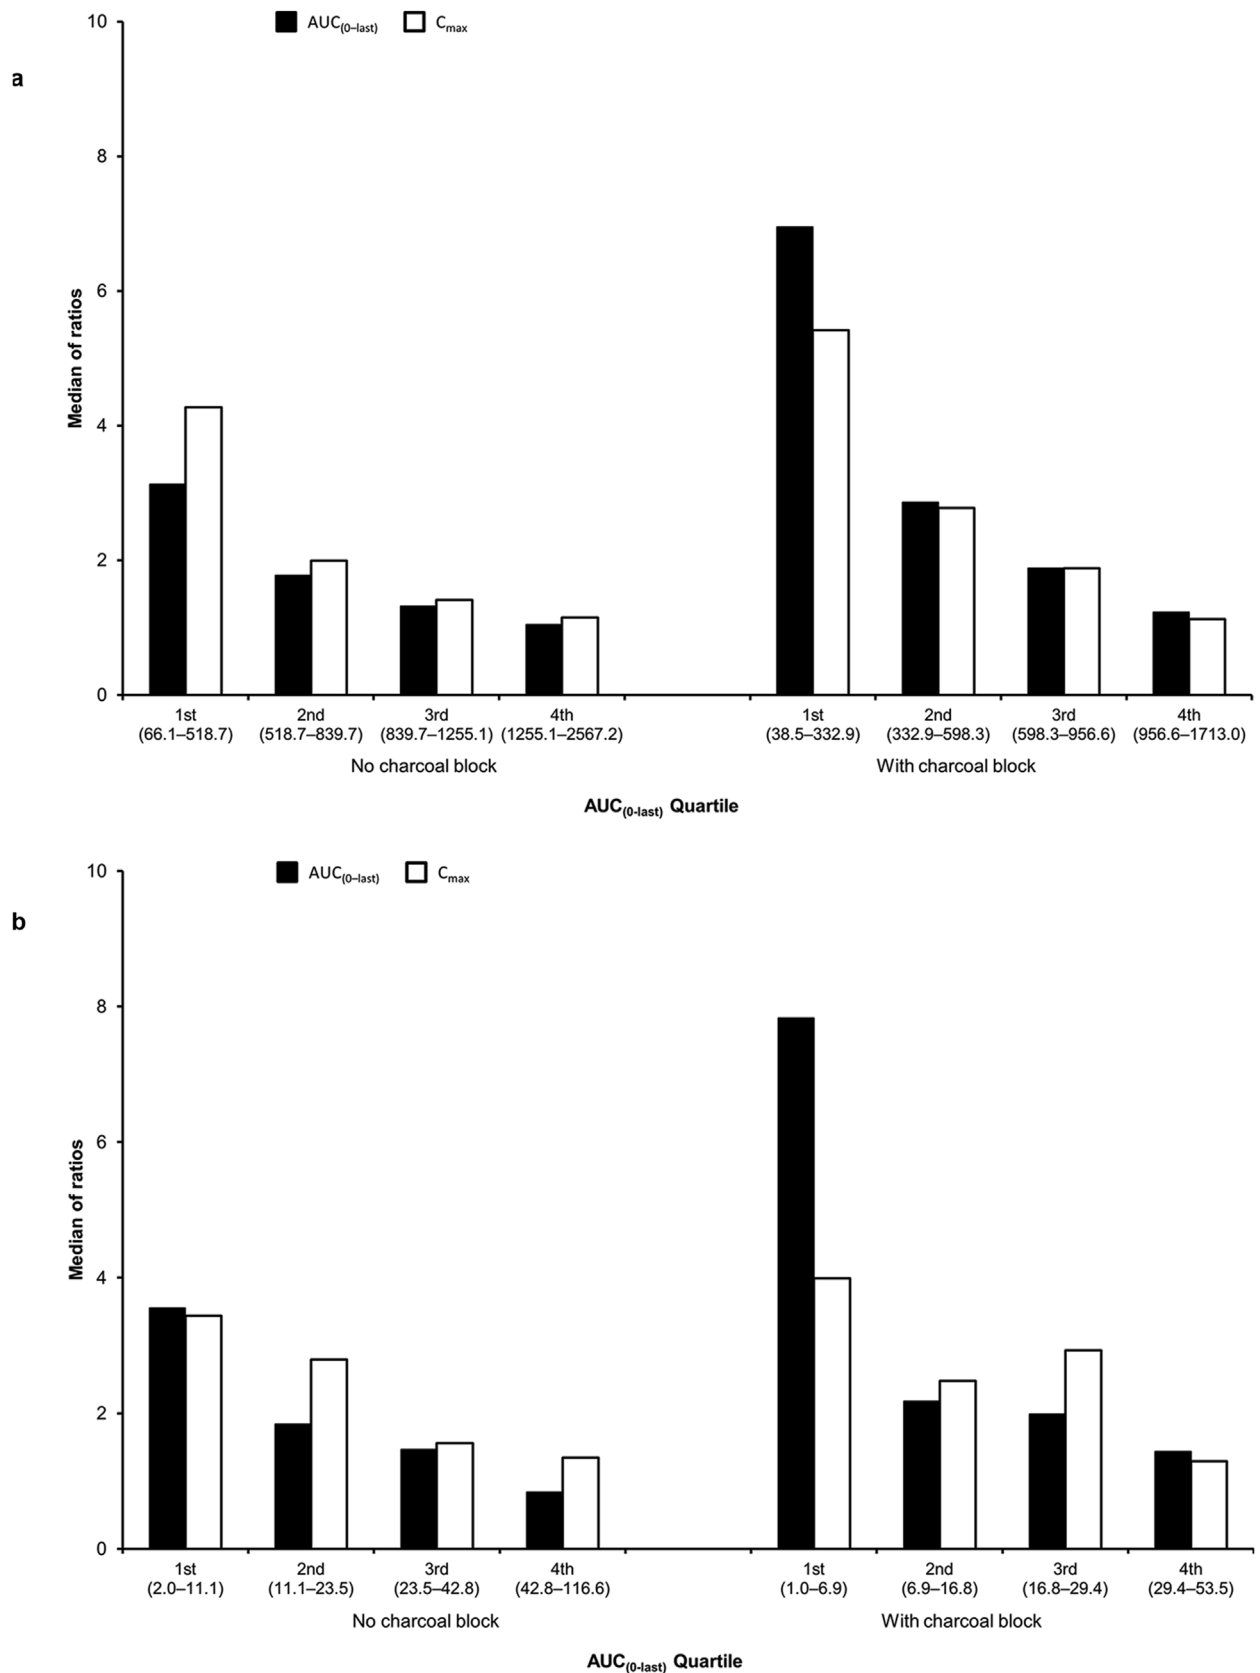 a
AUC(0–last) Cmax
10
8
6
4
2
0
Median of ratios
1st 2nd 3rd 4th 1st 2nd 3rd 4th
(66.1–518.7) (518.7–839.7) (839.7–1255.1) (1255.1–2567.2) (38.5–332.9) (332.9–598.3) (598.3–956.6) (956.6–1713.0)
No charcoal block With charcoal block
AUC(0-last) Quartile
b
AUC(0–last) Cmax
10
8
6
4
2
0
Median of ratios
1st 2nd 3rd 4th 1st 2nd 3rd 4th
(2.0–11.1) (11.1–23.5) (23.5–42.8) (42.8–116.6) (1.0–6.9) (6.9–16.8) (16.8–29.4) (29.4–53.5)
No charcoal block With charcoal block
AUC(0-last) Quartile